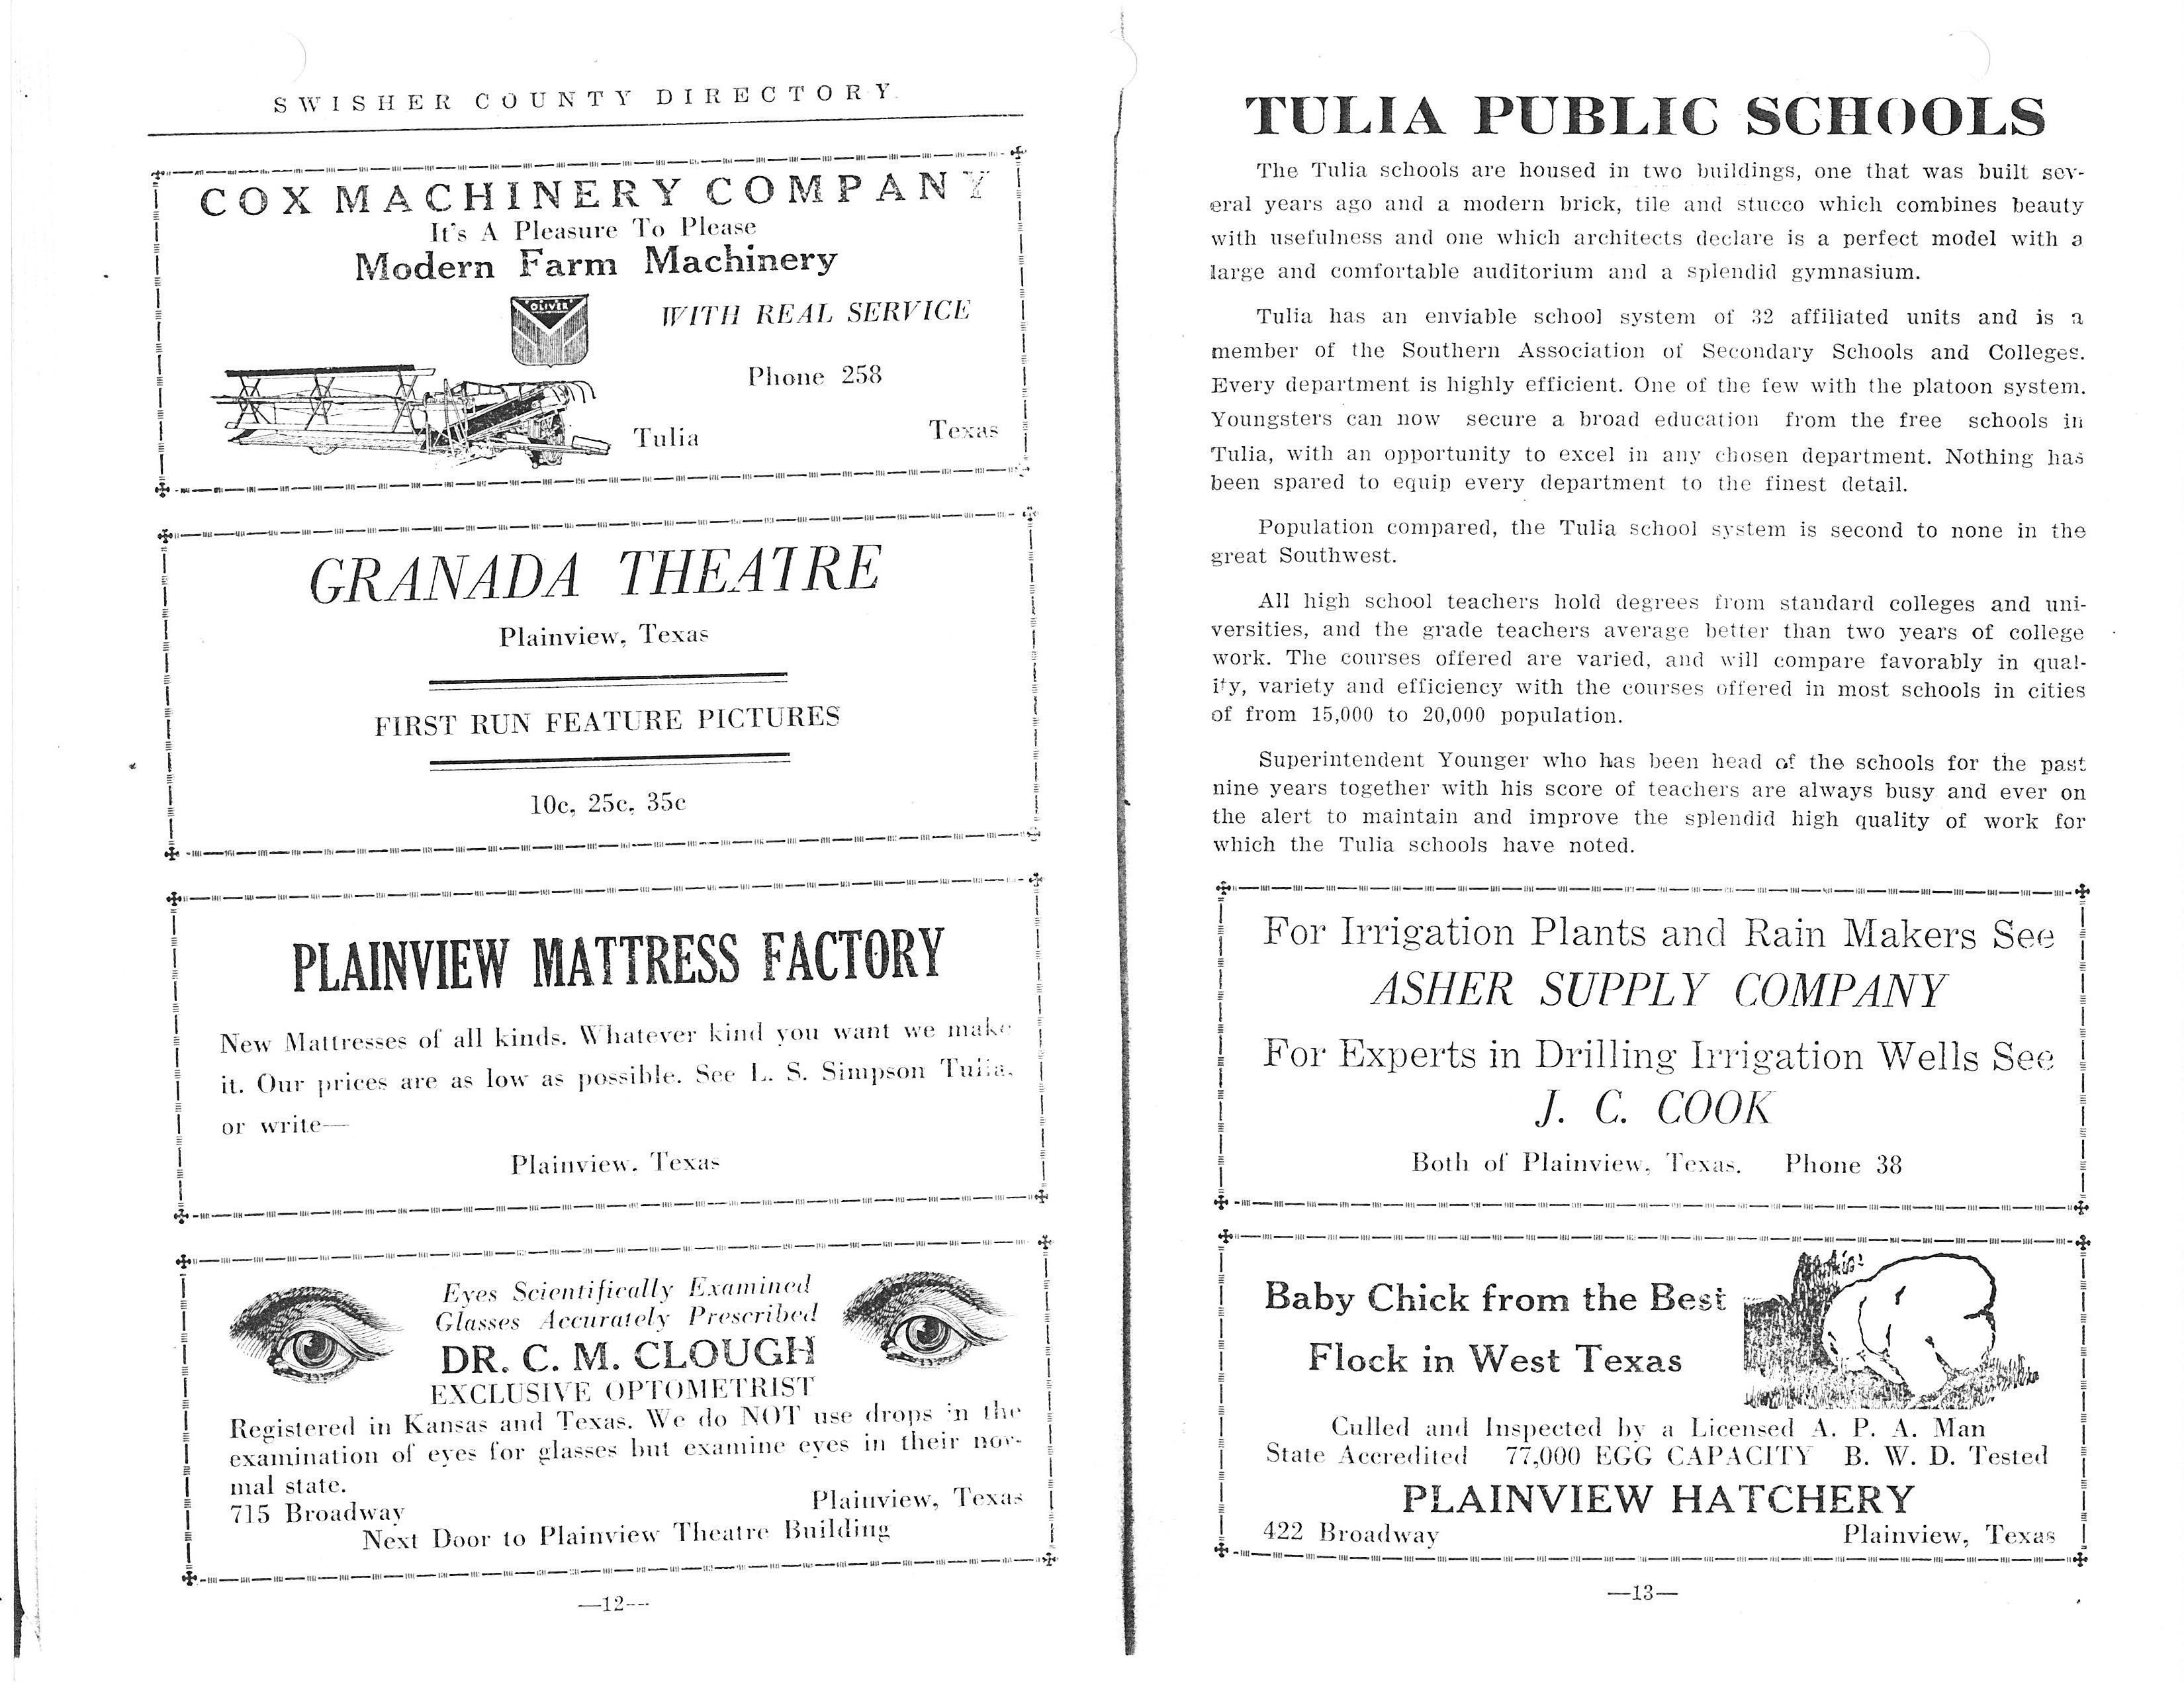 SWISHER COUNTY DIRECTORY
COX MACHINERY COMPANY
It's A Pleasure To Please
Modern Farm Machinery
OLIVER
WITH REAL SERVICE
Phone 258
Tulia Texas
GRANADA THEATRE
Plainview, Texas
FIRST RUN FEATURE PICTURES
10c, 25c, 35c
PLAINVIEW MATTRESS FACTORY
New Mattresses of all kinds. Whatever kind you want we make
it. Our prices are as low as possible. See L. S. Simpson Tulia,
or write—
Plainview, Texas
Eyes Scientifically Examined
Glasses Accurately Prescribed
DR. C. M. CLOUGH
EXCLUSIVE OPTOMETRIST
Registered in Kansas and Texas. We do NOT use drops in the
examination of eyes for glasses but examine eyes in their nor-
mal state.
715 Broadway Plainview, Texas
Next Door to Plainview Theatre Building
—12—
TULIA PUBLIC SCHOOLS
The Tulia schools are housed in two buildings, one that was built sev-
eral years ago and a modern brick, tile and stucco which combines beauty
with usefulness and one which architects declare is a perfect model with a
large and comfortable auditorium and a splendid gymnasium.
Tulia has an enviable school system of 32 affiliated units and is a
member of the Southern Association of Secondary Schools and Colleges.
Every department is highly efficient. One of the few with the platoon system.
Youngsters can now secure a broad education from the free schools in
Tulia, with an opportunity to excel in any chosen department. Nothing has
been spared to equip every department to the finest detail.
Population compared, the Tulia school system is second to none in the
great Southwest.
All high school teachers hold degrees from standard colleges and uni-
versities, and the grade teachers average better than two years of college
work. The courses offered are varied, and will compare favorably in qual-
ity, variety and efficiency with the courses offered in most schools in cities
of from 15,000 to 20,000 population.
Superintendent Younger who has been head of the schools for the past
nine years together with his score of teachers are always busy and ever on
the alert to maintain and improve the splendid high quality of work for
which the Tulia schools have noted.
For Irrigation Plants and Rain Makers See
ASHER SUPPLY COMPANY
For Experts in Drilling Irrigation Wells See
J. C. COOK
Both of Plainview, Texas. Phone 38
Baby Chick from the Best
Flock in West Texas
Culled and Inspected by a Licensed A. P. A. Man
State Accredited 77,000 EGG CAPACITY B. W. D. Tested
PLAINVIEW HATCHERY
422 Broadway Plainview, Texas
—13—